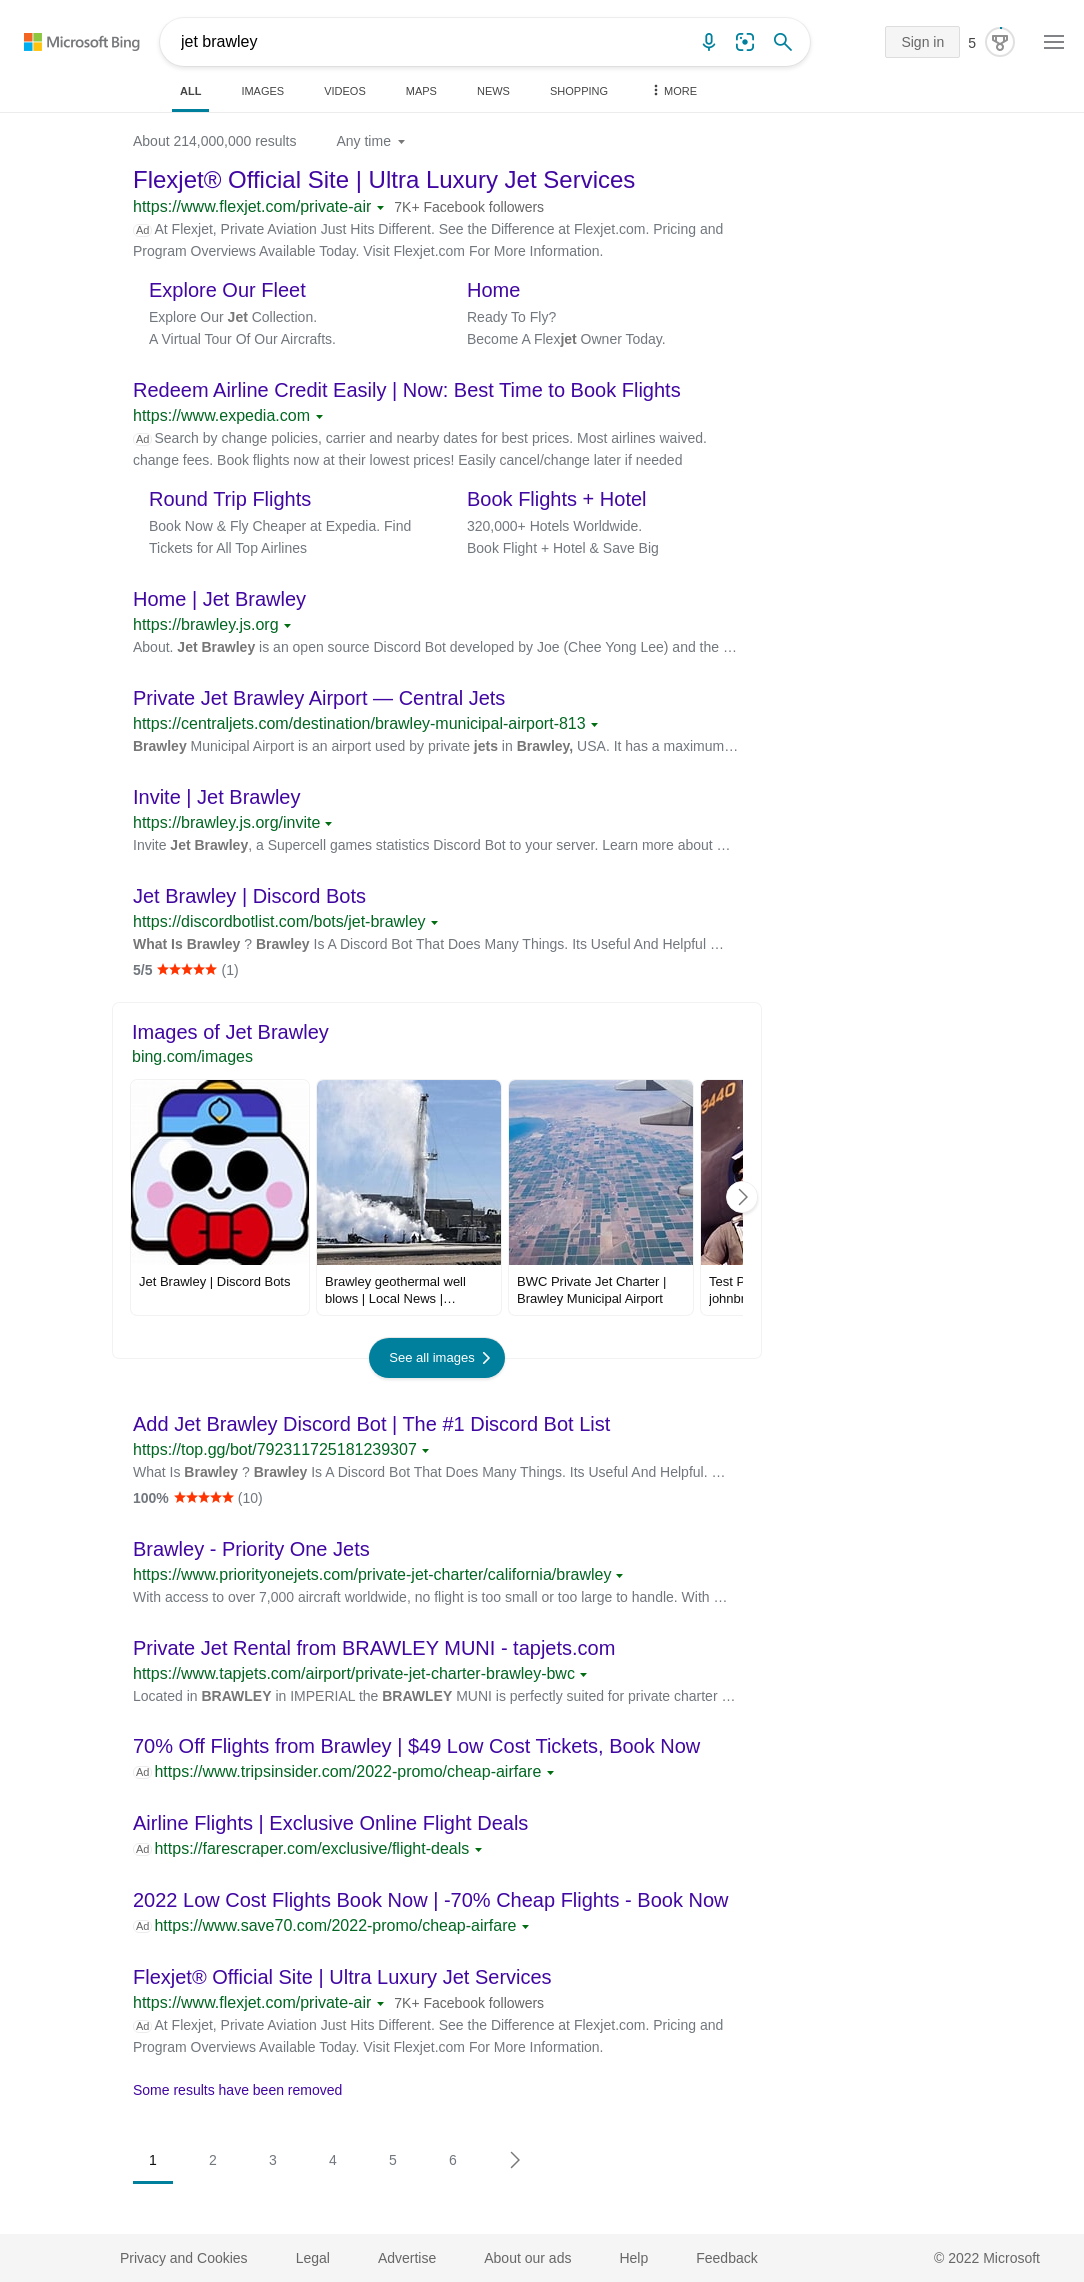 Microsoft Bing
jet brawley
Sign in
5
ALL
IMAGES
VIDEOS
MAPS
NEWS
SHOPPING
MORE
About 214,000,000 results
Any time
Flexjet® Official Site | Ultra Luxury Jet Services
https://www.flexjet.com/private-air
7K+ Facebook followers
Ad At Flexjet, Private Aviation Just Hits Different. See the Difference at Flexjet.com. Pricing and
Program Overviews Available Today. Visit Flexjet.com For More Information.
Explore Our Fleet
Explore Our Jet Collection.
A Virtual Tour Of Our Aircrafts.
Home
Ready To Fly?
Become A Flexjet Owner Today.
Redeem Airline Credit Easily | Now: Best Time to Book Flights
https://www.expedia.com
Ad Search by change policies, carrier and nearby dates for best prices. Most airlines waived.
change fees. Book flights now at their lowest prices! Easily cancel/change later if needed
Round Trip Flights
Book Now & Fly Cheaper at Expedia. Find
Tickets for All Top Airlines
Book Flights + Hotel
320,000+ Hotels Worldwide.
Book Flight + Hotel & Save Big
Home | Jet Brawley
https://brawley.js.org
About. Jet Brawley is an open source Discord Bot developed by Joe (Chee Yong Lee) and the …
Private Jet Brawley Airport — Central Jets
https://centraljets.com/destination/brawley-municipal-airport-813
Brawley Municipal Airport is an airport used by private jets in Brawley, USA. It has a maximum…
Invite | Jet Brawley
https://brawley.js.org/invite
Invite Jet Brawley, a Supercell games statistics Discord Bot to your server. Learn more about …
Jet Brawley | Discord Bots
https://discordbotlist.com/bots/jet-brawley
What Is Brawley ? Brawley Is A Discord Bot That Does Many Things. Its Useful And Helpful …
5/5 ★★★★★ (1)
Images of Jet Brawley
bing.com/images
3440
Jet Brawley | Discord Bots
Brawley geothermal well
blows | Local News |…
BWC Private Jet Charter |
Brawley Municipal Airport
Test P
johnbr
See all images
Add Jet Brawley Discord Bot | The #1 Discord Bot List
https://top.gg/bot/792311725181239307
What Is Brawley ? Brawley Is A Discord Bot That Does Many Things. Its Useful And Helpful. …
100% ★★★★★ (10)
Brawley - Priority One Jets
https://www.priorityonejets.com/private-jet-charter/california/brawley
With access to over 7,000 aircraft worldwide, no flight is too small or too large to handle. With …
Private Jet Rental from BRAWLEY MUNI - tapjets.com
https://www.tapjets.com/airport/private-jet-charter-brawley-bwc
Located in BRAWLEY in IMPERIAL the BRAWLEY MUNI is perfectly suited for private charter …
70% Off Flights from Brawley | $49 Low Cost Tickets, Book Now
Ad https://www.tripsinsider.com/2022-promo/cheap-airfare
Airline Flights | Exclusive Online Flight Deals
Ad https://farescraper.com/exclusive/flight-deals
2022 Low Cost Flights Book Now | -70% Cheap Flights - Book Now
Ad https://www.save70.com/2022-promo/cheap-airfare
Flexjet® Official Site | Ultra Luxury Jet Services
https://www.flexjet.com/private-air
7K+ Facebook followers
Ad At Flexjet, Private Aviation Just Hits Different. See the Difference at Flexjet.com. Pricing and
Program Overviews Available Today. Visit Flexjet.com For More Information.
Some results have been removed
1
2
3
4
5
6
Privacy and Cookies
Legal
Advertise
About our ads
Help
Feedback
© 2022 Microsoft